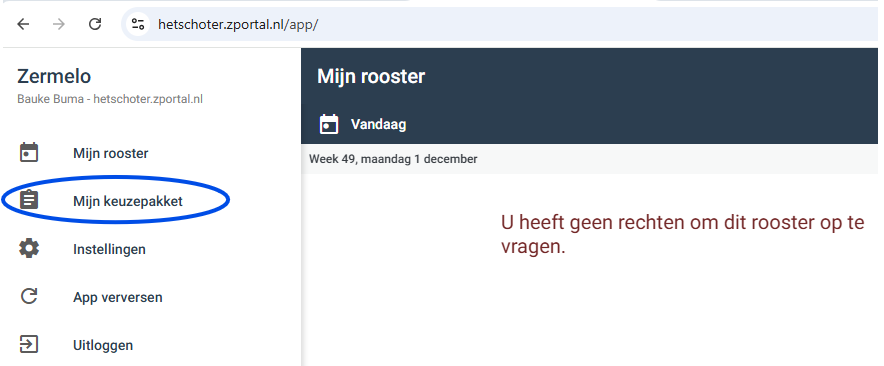 hetschoter.zportal.nl/app/
Zermelo
Bauke Buma - hetschoter.zportal.nl
Mijn rooster
Mijn keuzepakket
Instellingen
App verversen
Uitloggen
Mijn rooster
Vandaag
Week 49, maandag 1 december
U heeft geen rechten om dit rooster op te
vragen.